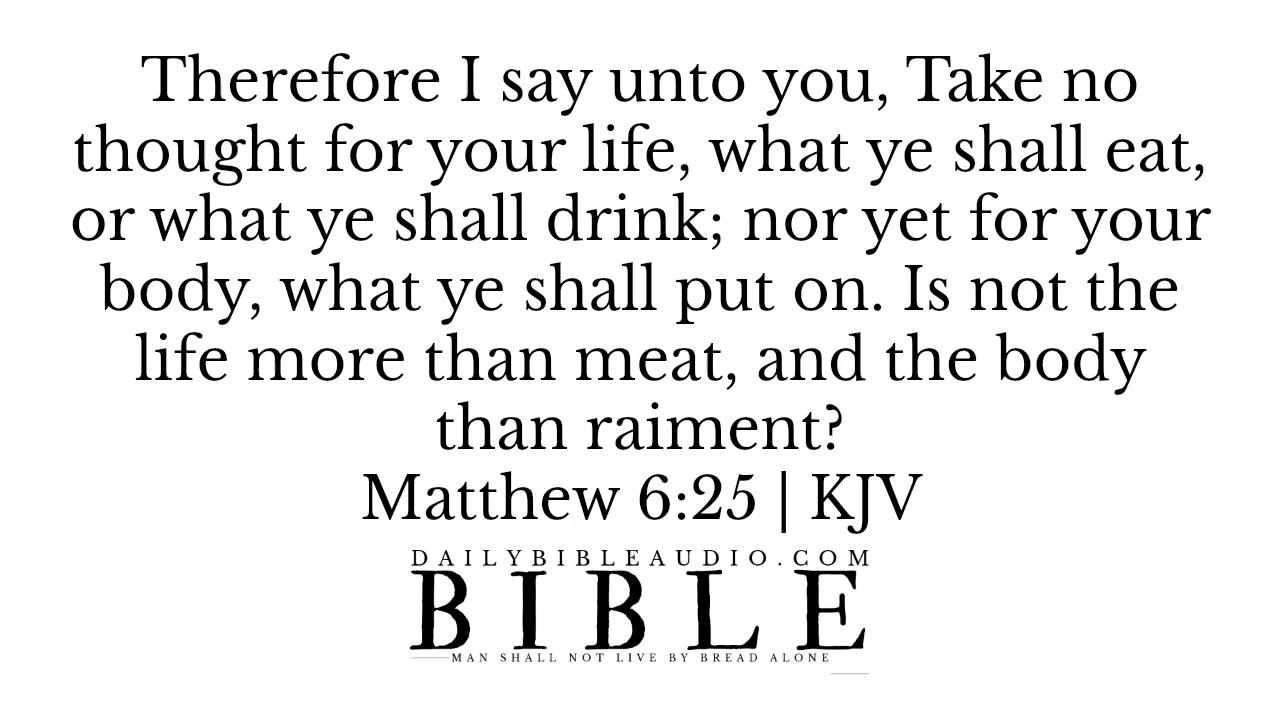 Therefore I say unto you, Take no
thought for your life, what ye shall eat,
or what ye shall drink; nor yet for your
body, what ye shall put on. Is not the
life more than meat, and the body
than raiment?
Matthew 6:25 | KJV
DAILYBIBLEAUDIO.COM
BIBLE
MAN SHALL NOT LIVE BY BREAD ALONE